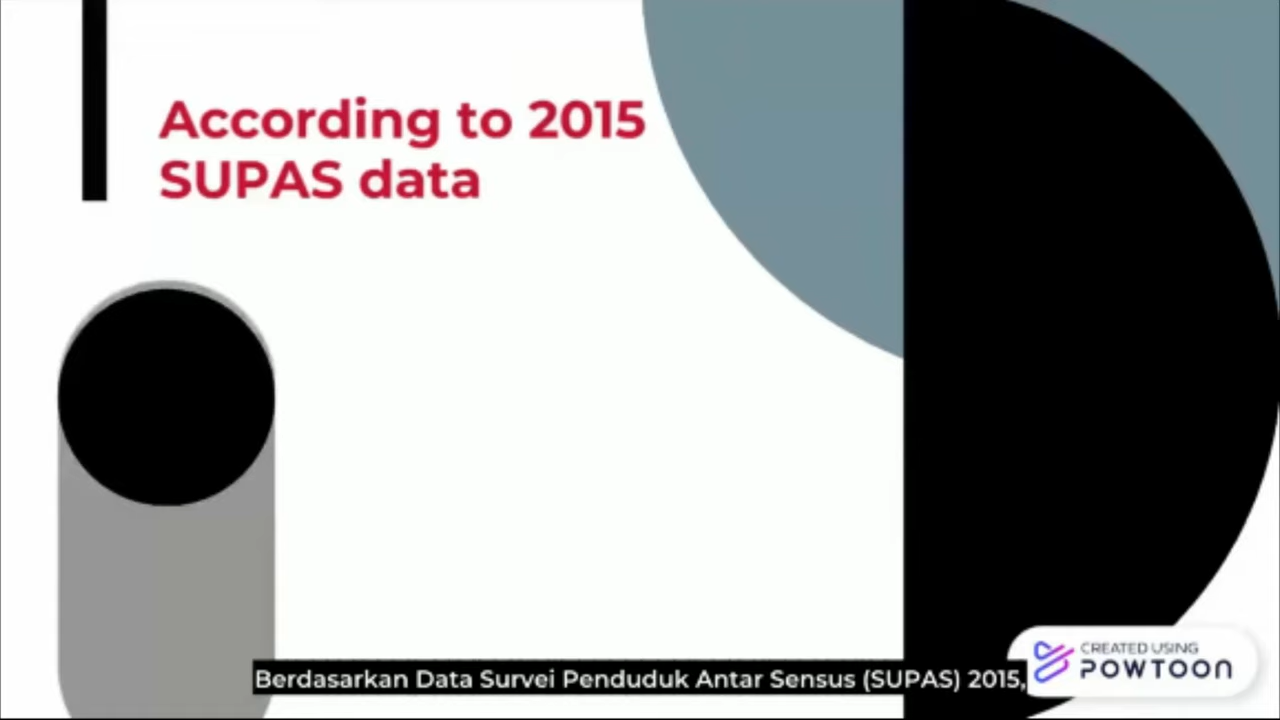 According to 2015
SUPAS data
Berdasarkan Data Survei Penduduk Antar Sensus (SUPAS) 2015,
CREATED USING
POWTOON